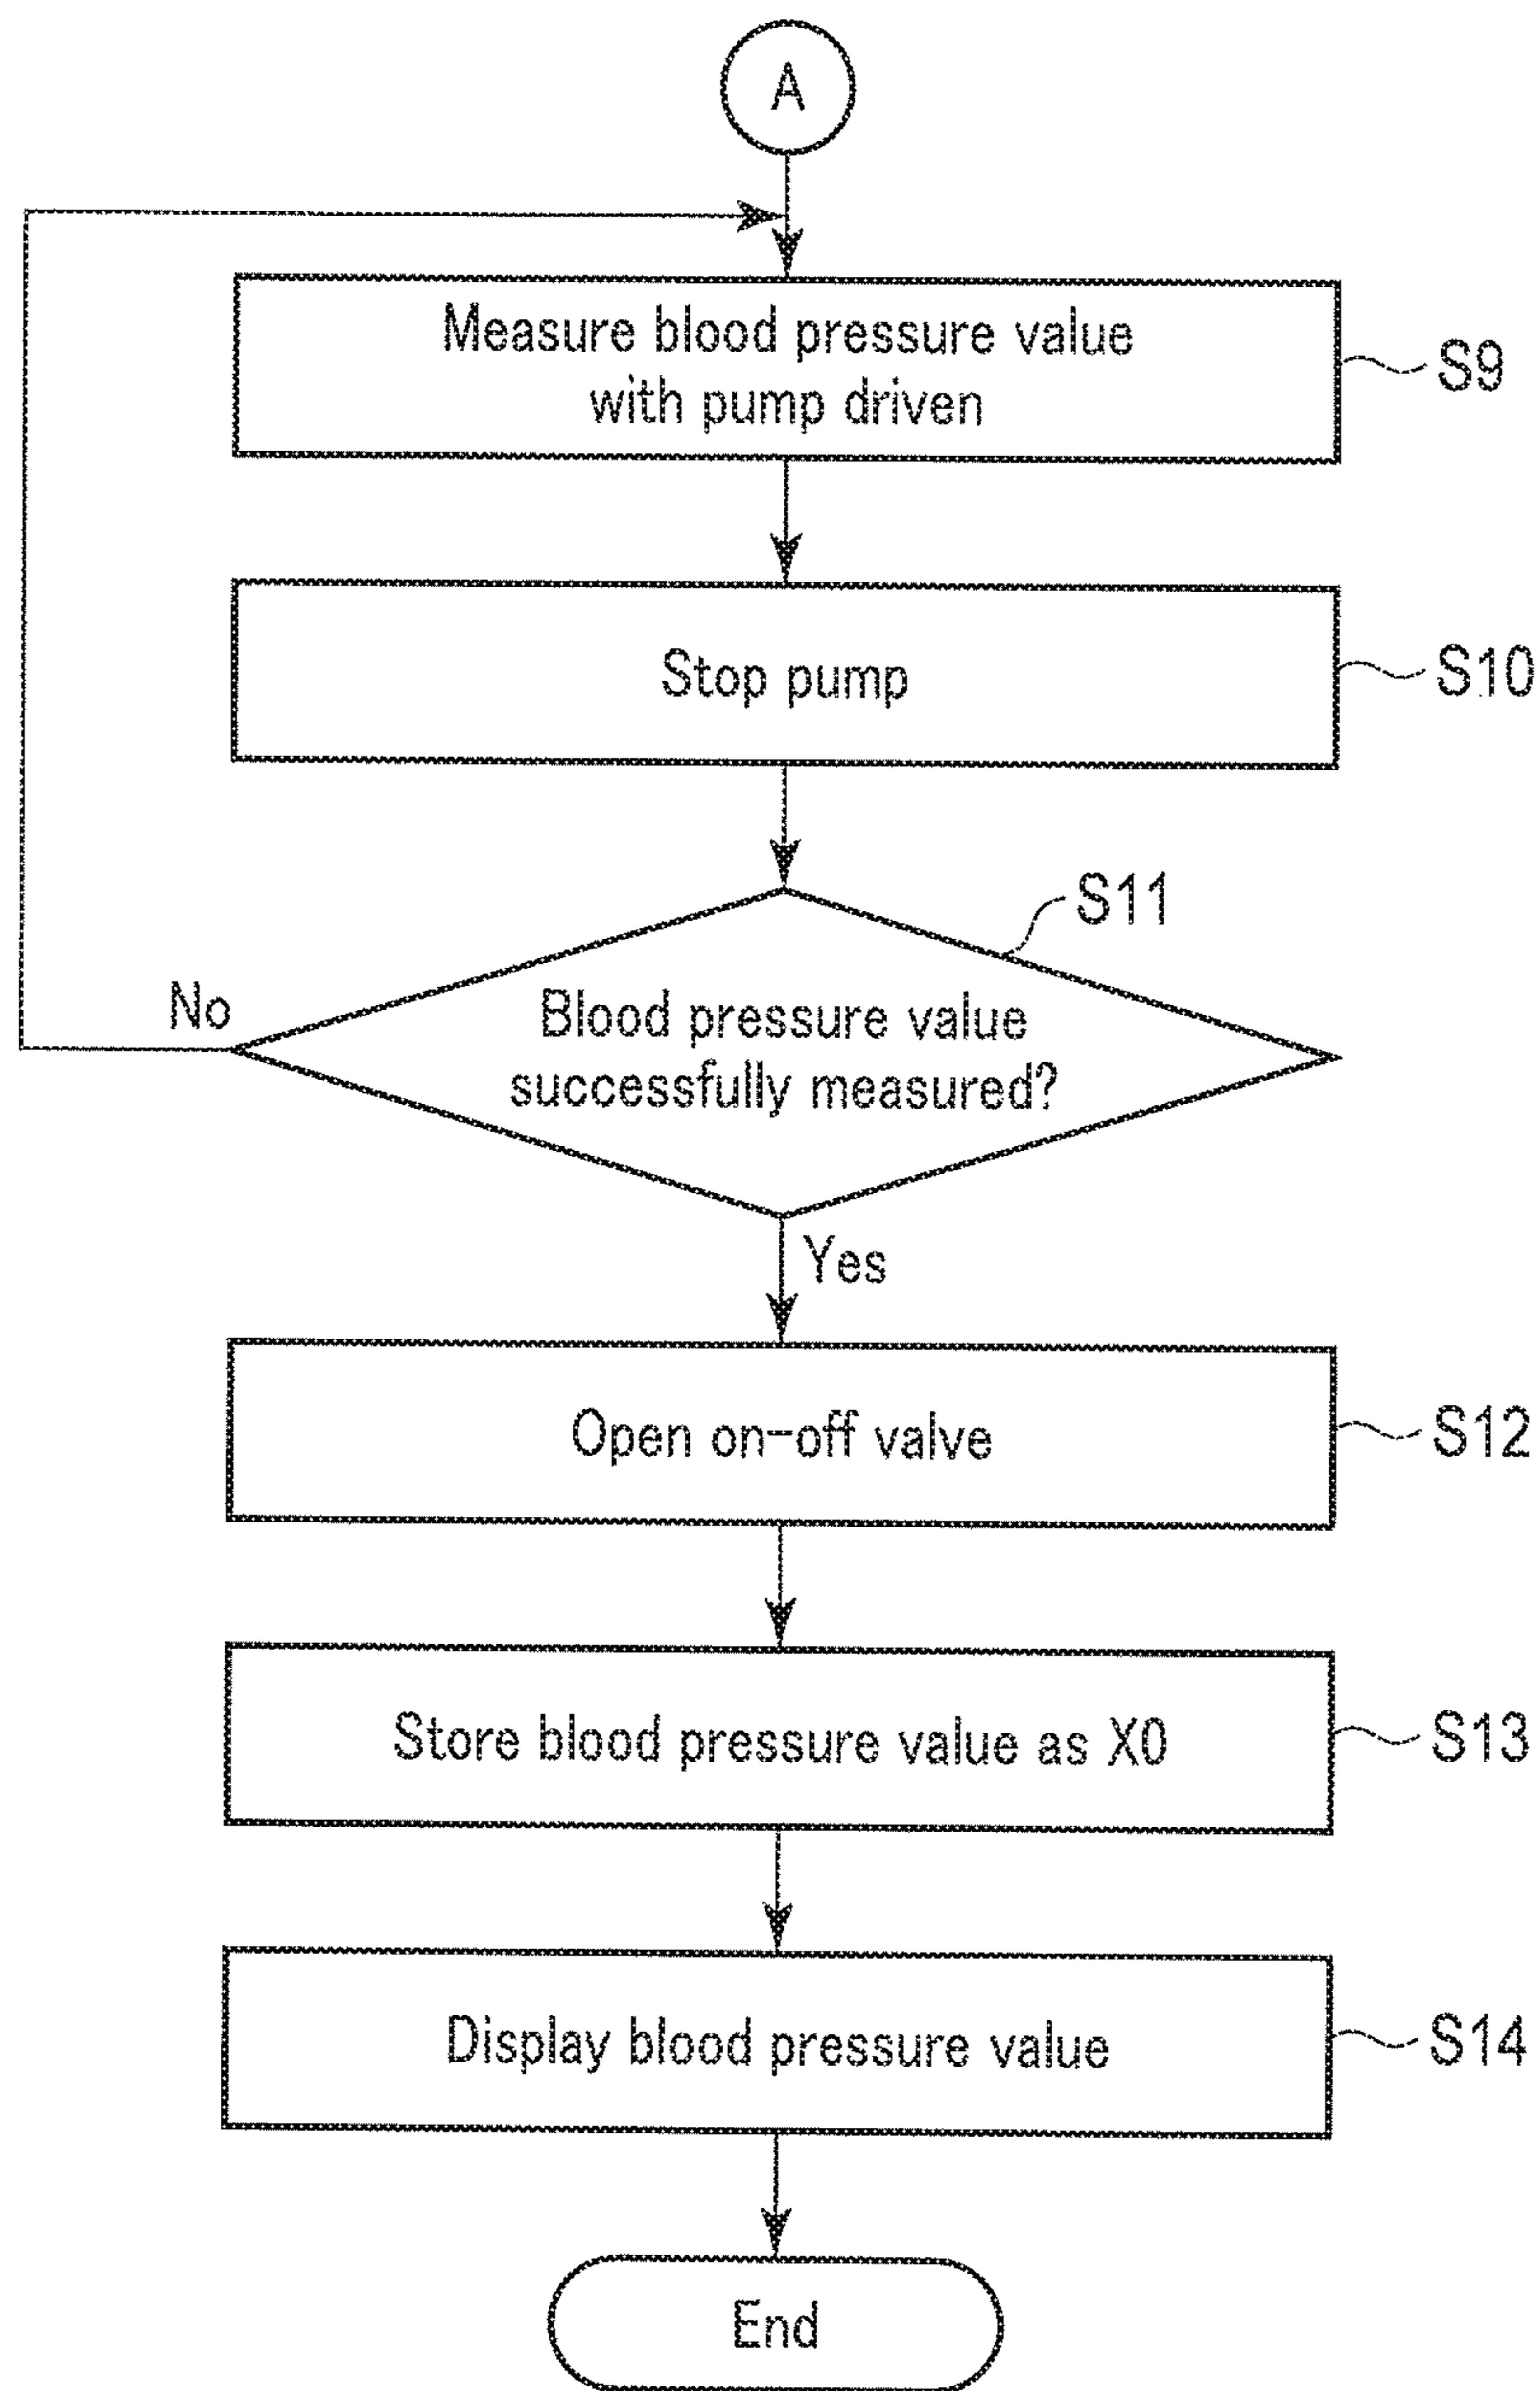 A
Measure blood pressure value
with pump driven
S9
Stop pump
S10
S11
Blood pressure value
successfully measured?
No
Yes
Open on-off valve
S12
Store blood pressure value as X0
S13
Display blood pressure value
S14
End